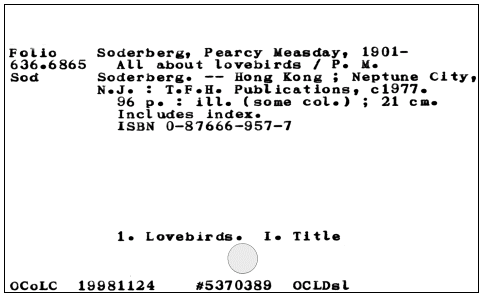 Folio Soderberg, Pearcy Measday, 1901-
636.6865 All about lovebirds / P. M.
Sod Soderberg. -- Hong Kong ; Neptune City,
N.J. : T.F.H. Publications, c1977.
96 p. : ill. (some col.) ; 21 cm.
Includes index.
ISBN 0-87666-957-7
1. Lovebirds. I. Title
OCoLC 19981124 #5370389 OCLDsl